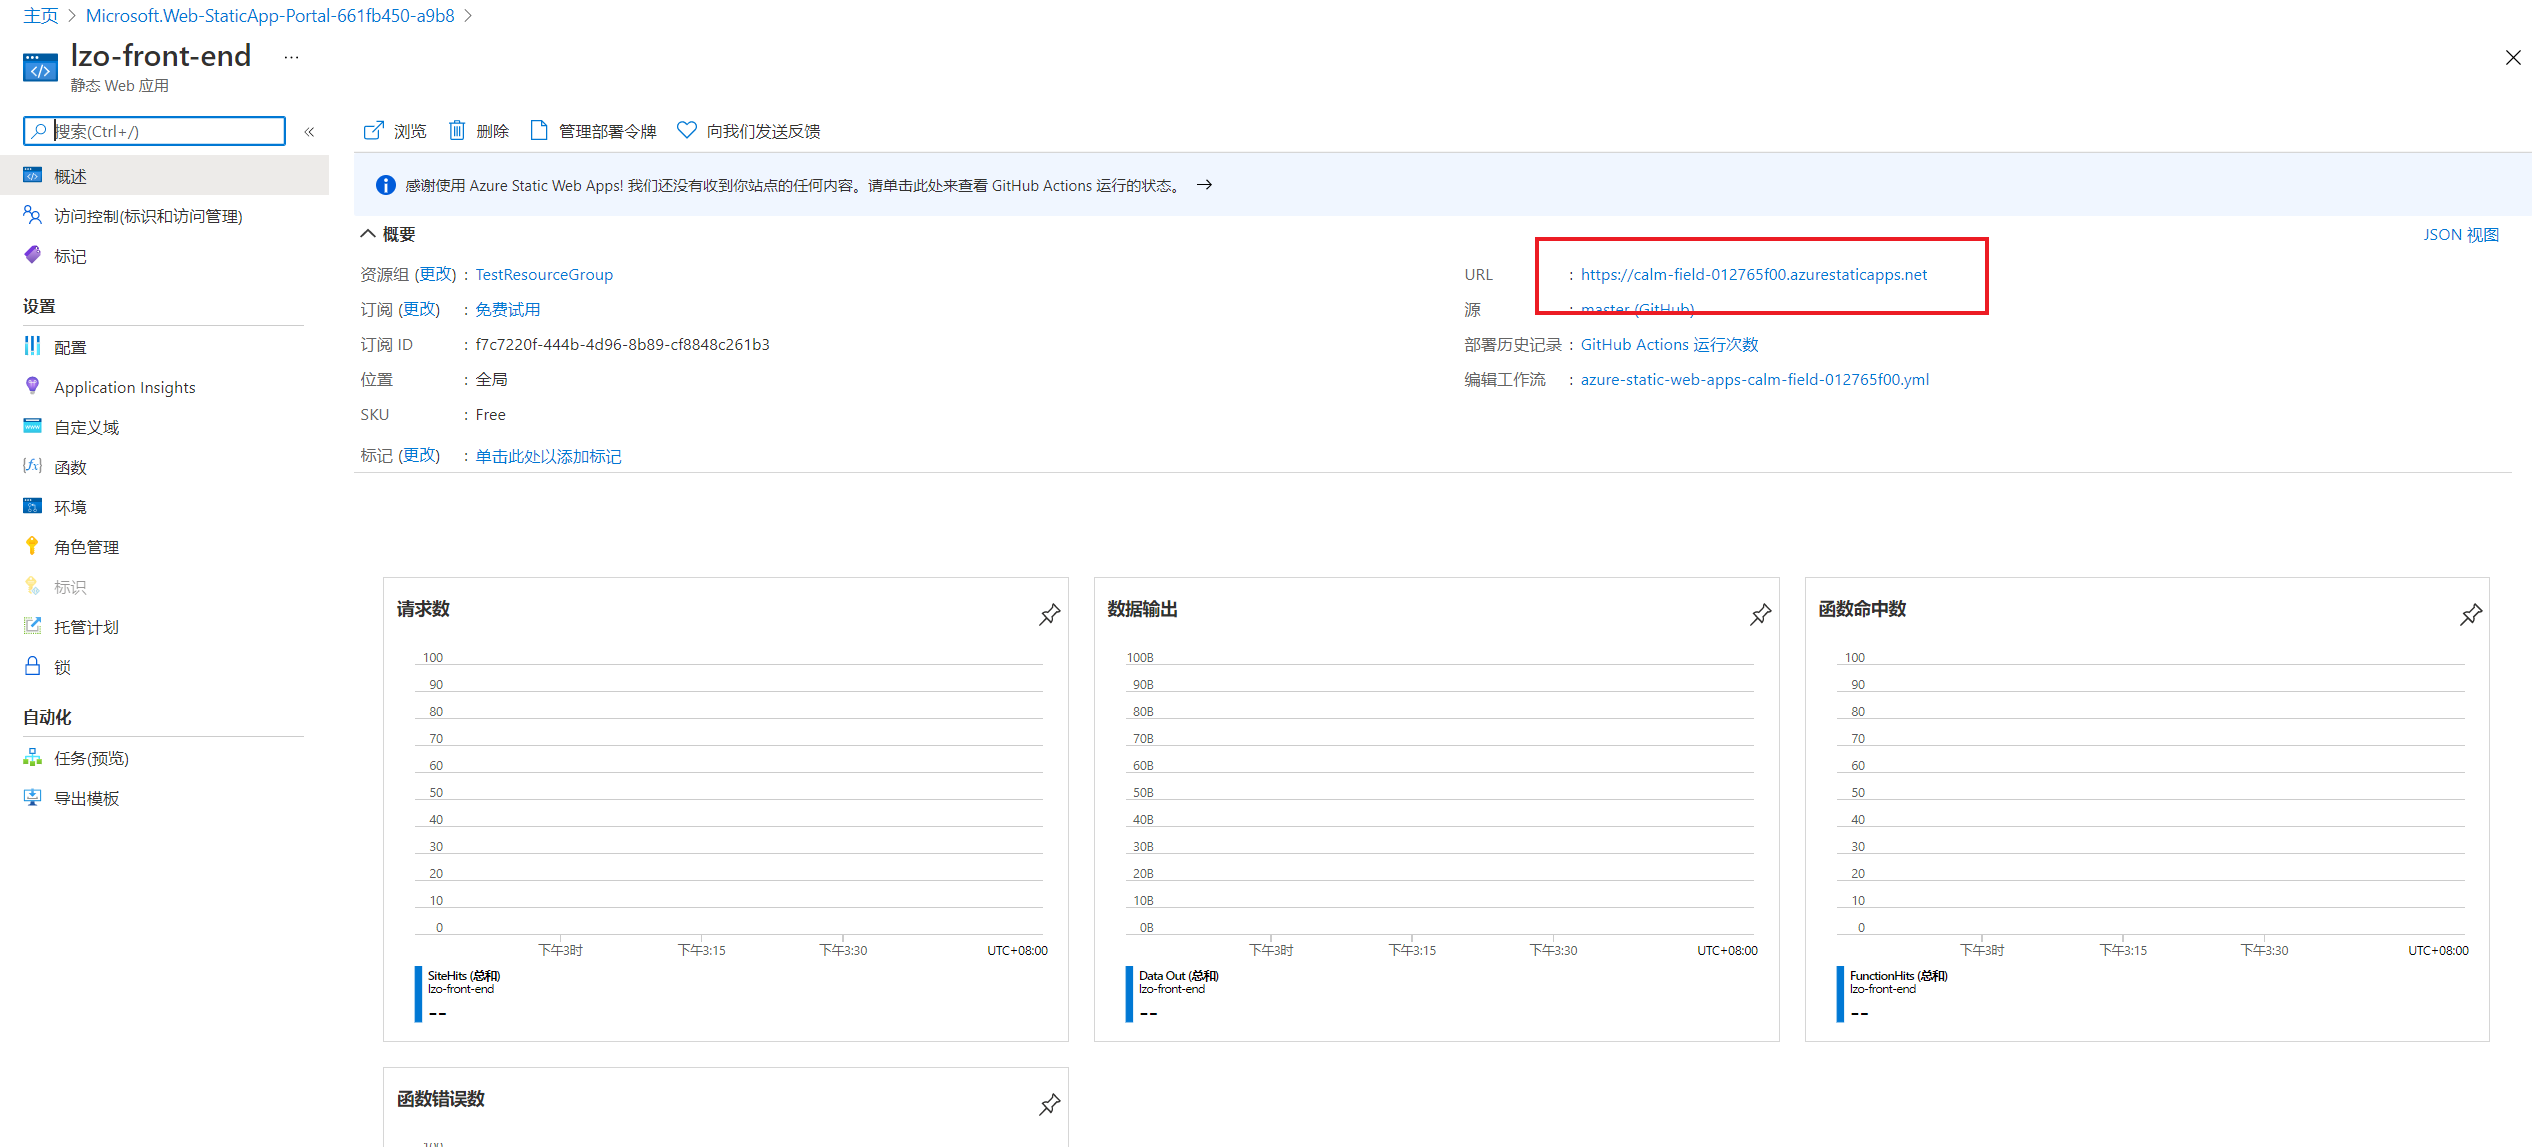 主页 > Microsoft.Web-StaticApp-Portal-661fb450-a9b8 >
lzo-front-end ...
静态 Web 应用
搜索(Ctrl+/)
«
概述
访问控制(标识和访问管理)
标记
设置
配置
Application Insights
自定义域
函数
环境
角色管理
标识
托管计划
锁
自动化
任务(预览)
导出模板
浏览 删除 管理部署令牌 向我们发送反馈
感谢使用 Azure Static Web Apps! 我们还没有收到你站点的任何内容。请单击此处来查看 GitHub Actions 运行的状态。 →
概要
JSON 视图
资源组 (更改) : TestResourceGroup
订阅 (更改) : 免费试用
订阅 ID : f7c7220f-444b-4d96-8b89-cf8848c261b3
位置 : 全局
SKU : Free
标记 (更改) : 单击此处以添加标记
URL : https://calm-field-012765f00.azurestaticapps.net
源 : master (GitHub)
部署历史记录 : GitHub Actions 运行次数
编辑工作流 : azure-static-web-apps-calm-field-012765f00.yml
请求数
100
90
80
70
60
50
40
30
20
10
0
下午3时 下午3:15 下午3:30 UTC+08:00
SiteHits (总和)
lzo-front-end
--
数据输出
100B
90B
80B
70B
60B
50B
40B
30B
20B
10B
0B
下午3时 下午3:15 下午3:30 UTC+08:00
Data Out (总和)
lzo-front-end
--
函数命中数
100
90
80
70
60
50
40
30
20
10
0
下午3时 下午3:15 下午3:30 UTC+08:00
FunctionHits (总和)
lzo-front-end
--
函数错误数
100